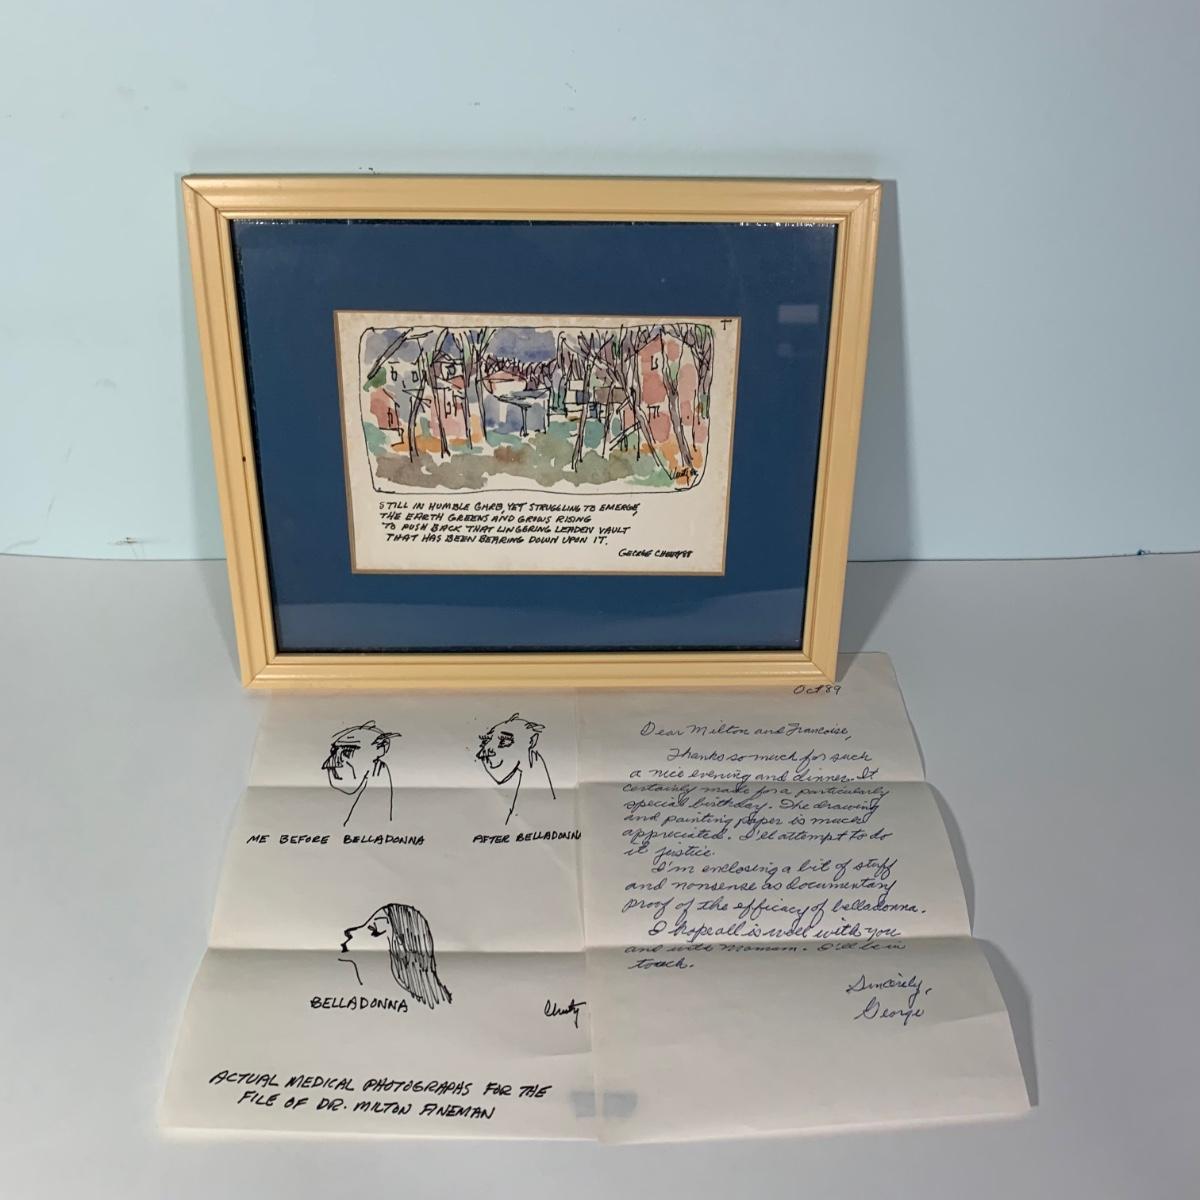 STILL IN HUMBLE GARB, YET STRUGGLING TO EMERGE,
THE EARTH GREENS AND GROWS RISING
TO PUSH BACK THAT LINGERING LEADEN VAULT
THAT HAS BEEN BEARING DOWN UPON IT.
GEORGE
Oct 89
Dear Milton and Francoise,
Thanks so much for such
a nice evening and dinner. It
certainly made for a particularly
special birthday. The drawing
and painting paper is much
appreciated. I'll attempt to do
it justice.
I'm enclosing a bit of stuff
and nonsense as documentary
proof of the efficacy of belladonna.
I hope all is well with you
and with Momam. I'll be in
touch.
Sincerely,
George
ME BEFORE BELLADONNA
AFTER BELLADONNA
BELLADONNA
ACTUAL MEDICAL PHOTOGRAPHS FOR THE
FILE OF DR. MILTON FINEMAN